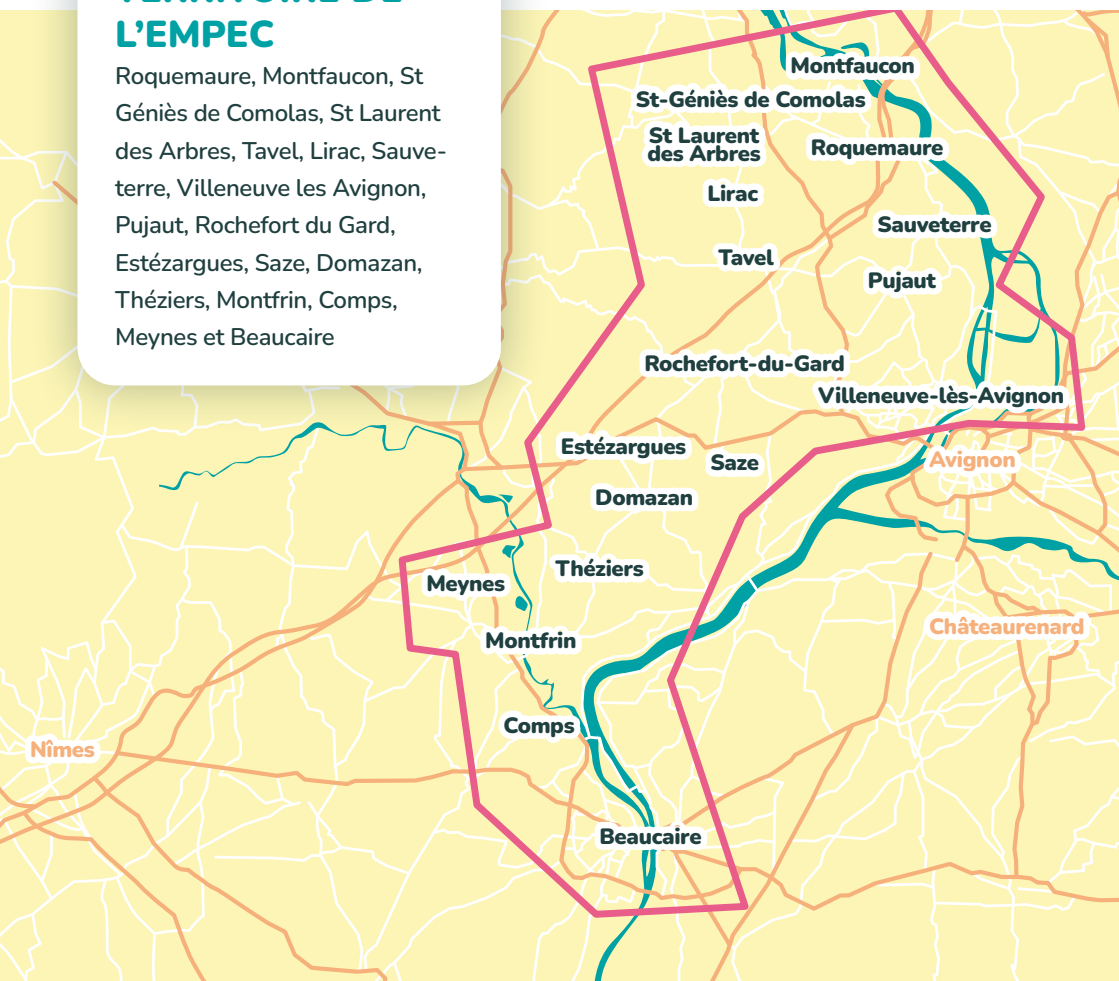 L'EMPEC
Roquemaure, Montfaucon, St
Géniès de Comolas, St Laurent
des Arbres, Tavel, Lirac, Sauve-
terre, Villeneuve les Avignon,
Pujaut, Rochefort du Gard,
Estézargues, Saze, Domazan,
Théziers, Montfrin, Comps,
Meynes et Beaucaire
Montfaucon
St-Géniès de Comolas
St Laurent
des Arbres
Roquemaure
Lirac
Sauveterre
Tavel
Pujaut
Rochefort-du-Gard
Villeneuve-lès-Avignon
Estézargues
Saze
Avignon
Domazan
Théziers
Meynes
Châteaurenard
Montfrin
Comps
Nîmes
Beaucaire